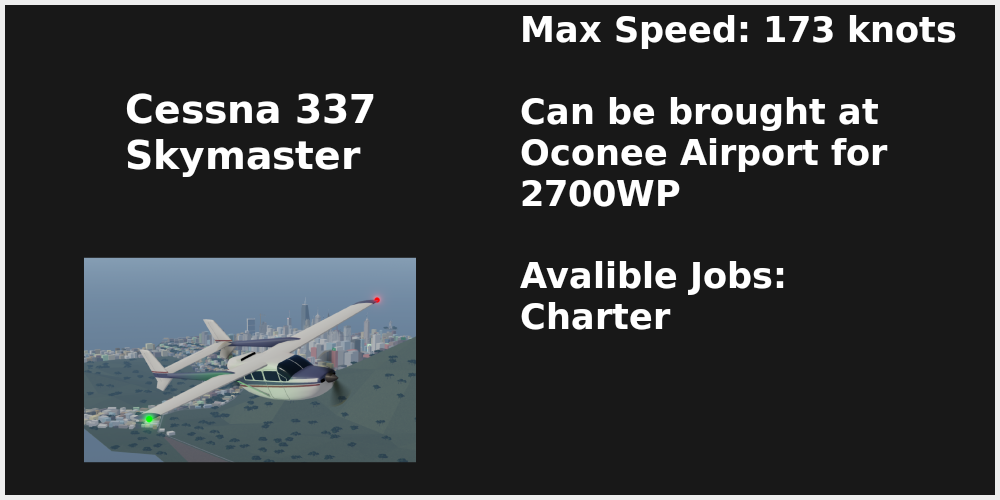 Cessna 337
Skymaster
Max Speed: 173 knots
Can be brought at
Oconee Airport for
2700WP
Avalible Jobs:
Charter